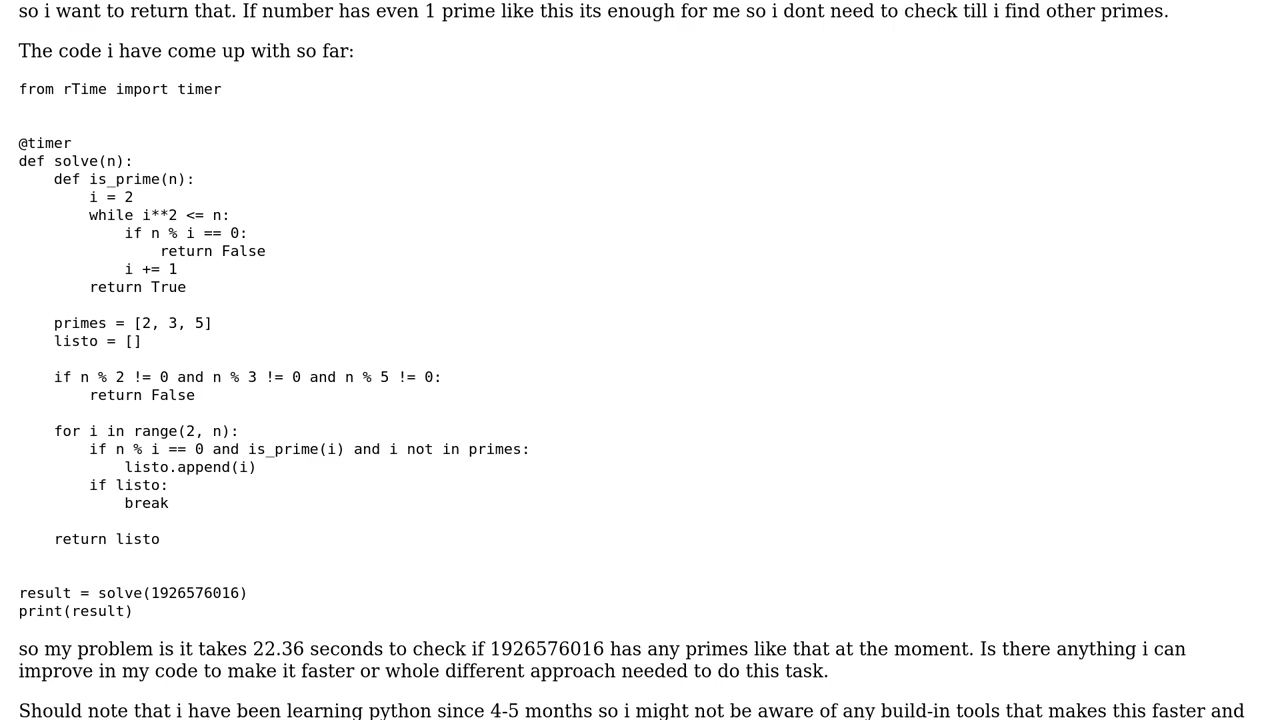 so i want to return that. If number has even 1 prime like this its enough for me so i dont need to check till i find other primes.
The code i have come up with so far:
from rTime import timer
@timer
def solve(n):
    def is_prime(n):
        i = 2
        while i**2 <= n:
            if n % i == 0:
                return False
            i += 1
        return True
    primes = [2, 3, 5]
    listo = []
    if n % 2 != 0 and n % 3 != 0 and n % 5 != 0:
        return False
    for i in range(2, n):
        if n % i == 0 and is_prime(i) and i not in primes:
            listo.append(i)
        if listo:
            break
    return listo
result = solve(1926576016)
print(result)
so my problem is it takes 22.36 seconds to check if 1926576016 has any primes like that at the moment. Is there anything i can
improve in my code to make it faster or whole different approach needed to do this task.
Should note that i have been learning python since 4-5 months so i might not be aware of any build-in tools that makes this faster and